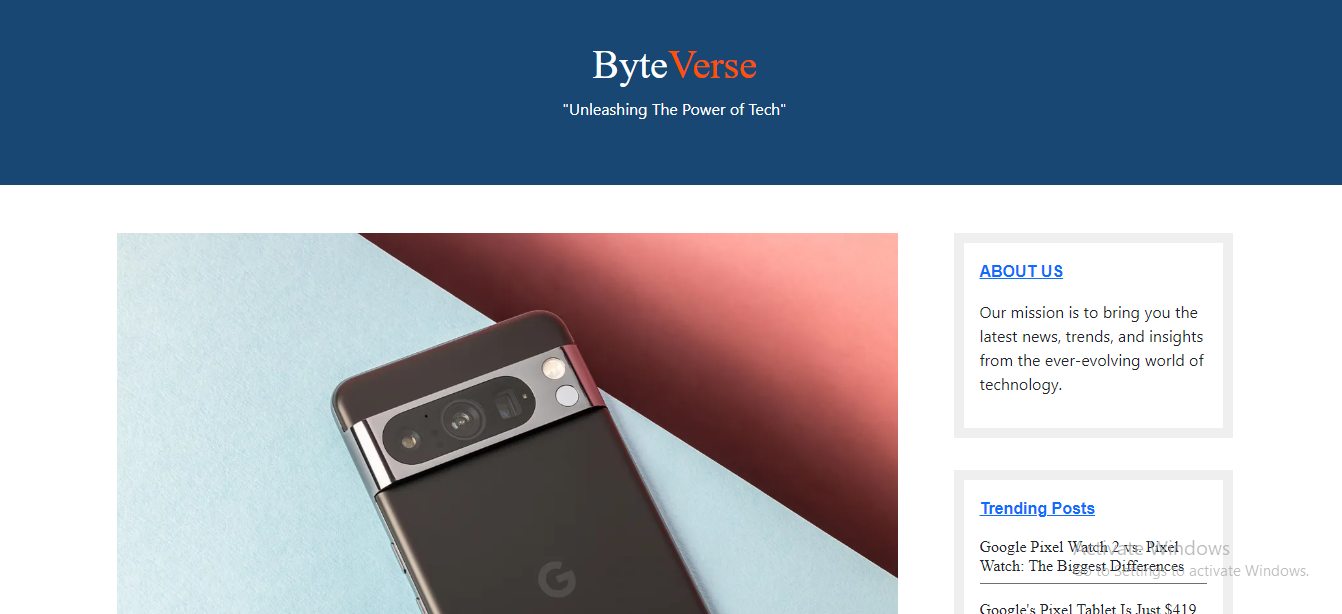 ByteVerse
"Unleashing The Power of Tech"
ABOUT US
Our mission is to bring you the
latest news, trends, and insights
from the ever-evolving world of
technology.
Trending Posts
Google Pixel Watch 2 vs. Pixel
Watch: The Biggest Differences
Activate Windows
Go to Settings to activate Windows.
Google's Pixel Tablet Is Just $419
G